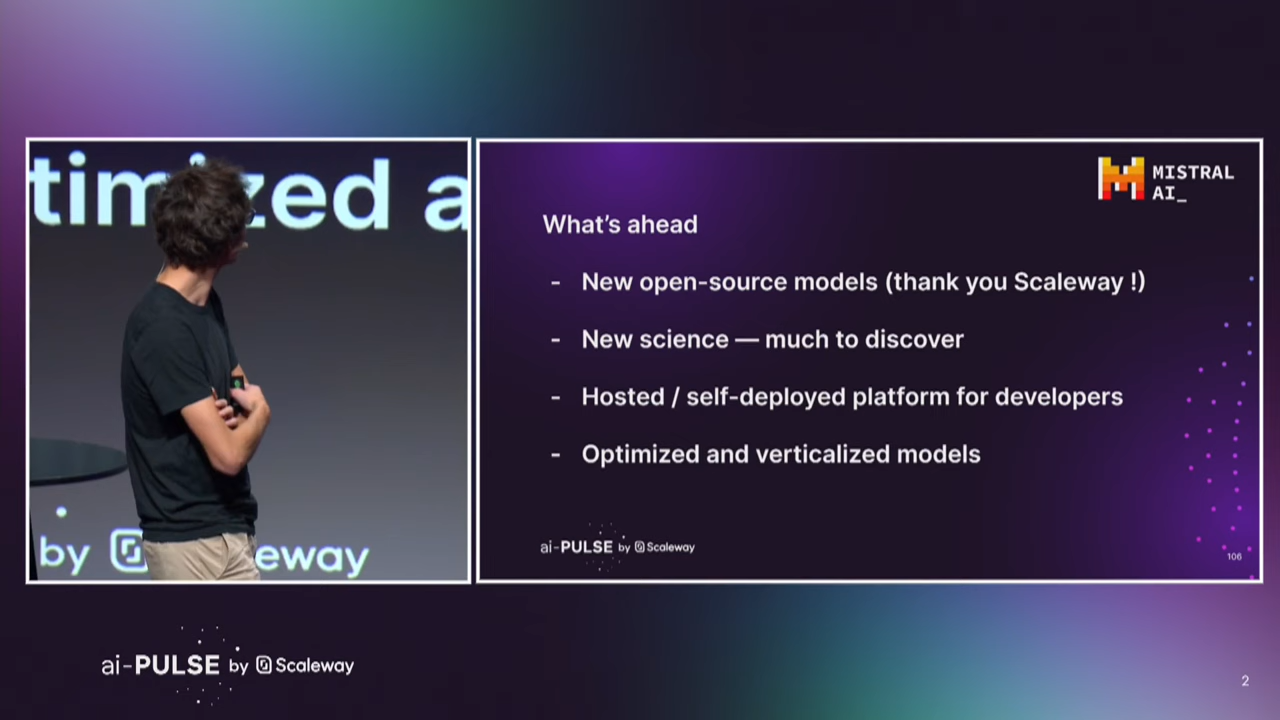 timized a
by Scaleway
MISTRAL
AI_
What's ahead
- New open-source models (thank you Scaleway !)
- New science — much to discover
- Hosted / self-deployed platform for developers
- Optimized and verticalized models
ai-PULSE by Scaleway
106
ai-PULSE by Scaleway
2